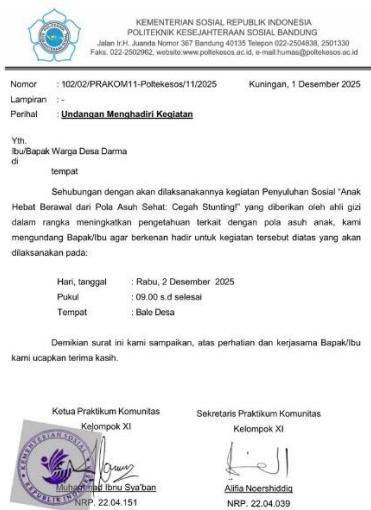 KEMENTERIAN SOSIAL REPUBLIK INDONESIA
POLITEKNIK KESEJAHTERAAN SOSIAL BANDUNG
Jalan Ir.H. Juanda Nomor 367 Bandung 40135 Telepon 022-2504838, 2501330
Faks. 022-2502962, website-www.poltekesos.ac.id, e-mail:humas@poltekesos.ac.id
Nomor : 102/02/PRAKOM11-Poltekesos/11/2025 Kuningan, 1 Desember 2025
Lampiran : -
Perihal : Undangan Menghadiri Kegiatan
Yth.
Ibu/Bapak Warga Desa Darma
di
tempat
Sehubungan dengan akan dilaksanakannya kegiatan Penyuluhan Sosial "Anak
Hebat Berawal dari Pola Asuh Sehat: Cegah Stunting!" yang diberikan oleh ahli gizi
dalam rangka meningkatkan pengetahuan terkait dengan pola asuh anak, kami
mengundang Bapak/Ibu agar berkenan hadir untuk kegiatan tersebut diatas yang akan
dilaksanakan pada:
Hari, tanggal : Rabu, 2 Desember 2025
Pukul : 09.00 s.d selesai
Tempat : Bale Desa
Demikian surat ini kami sampaikan, atas perhatian dan kerjasama Bapak/Ibu
kami ucapkan terima kasih.
Ketua Praktikum Komunitas
Kelompok XI
Sekretaris Praktikum Komunitas
Kelompok XI
KEMENTERIAN SOSIAL
REPUBLIK INDONESIA
Muhammad Ibnu Sya'ban
NRP. 22.04.151
Alifia Noershiddig
NRP. 22.04.039